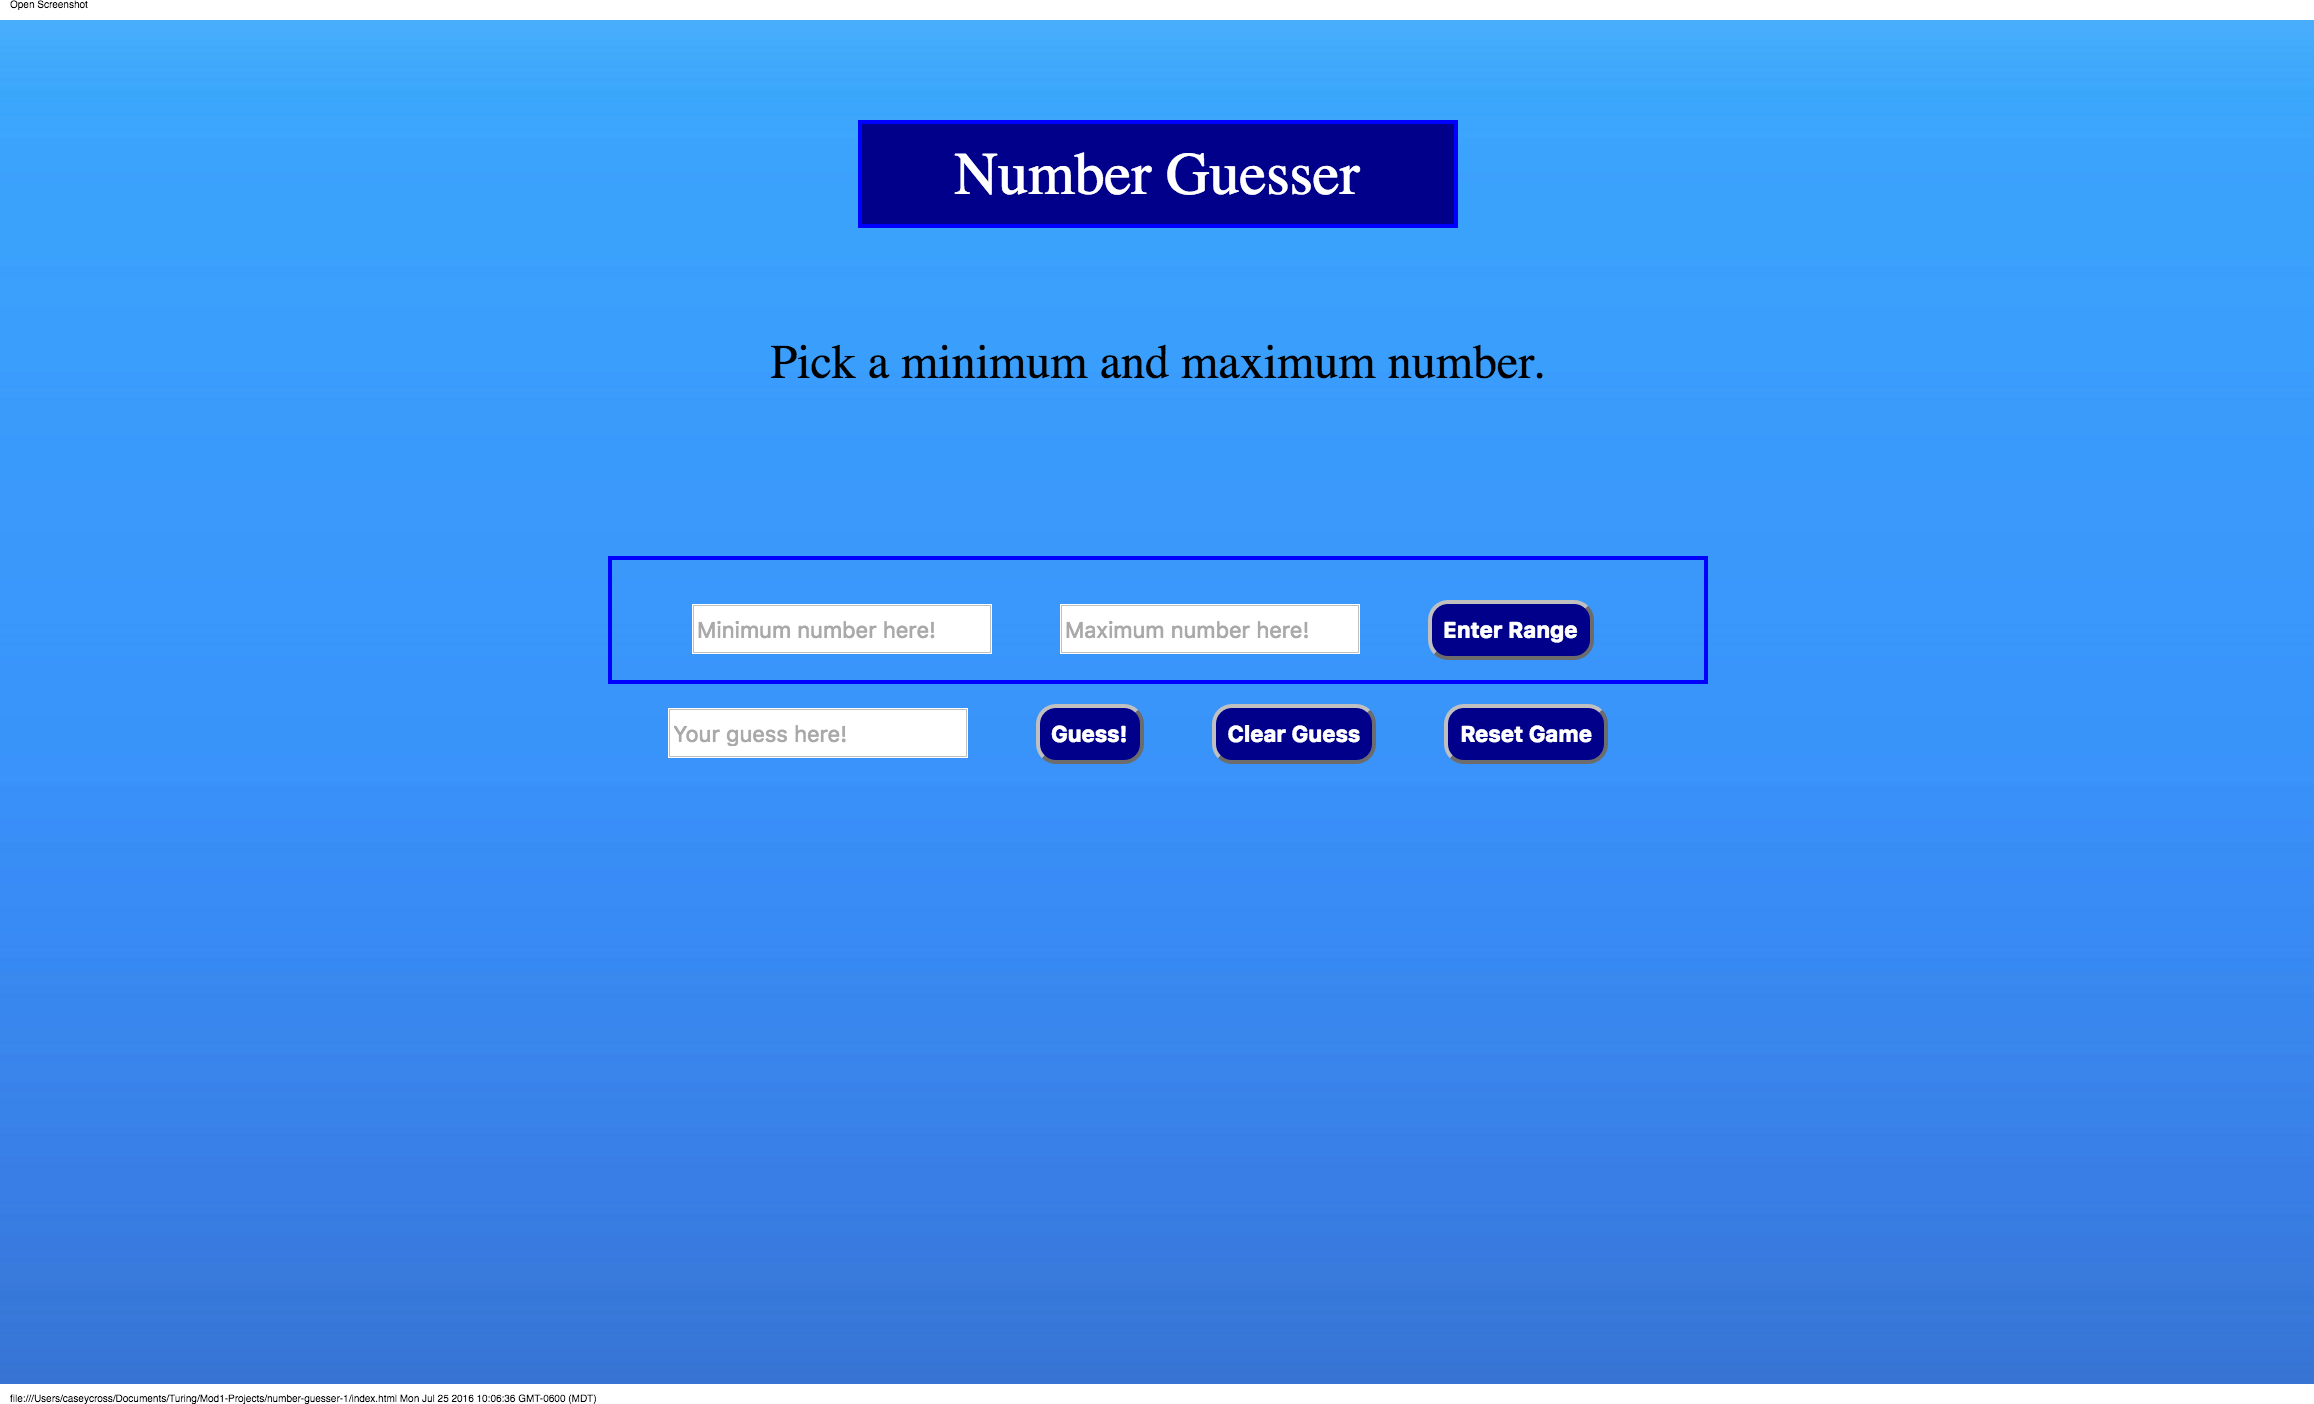 Open Screenshot
Number Guesser
Pick a minimum and maximum number.
Minimum number here! Maximum number here! Enter Range
Your guess here! Guess! Clear Guess Reset Game
file:///Users/caseycross/Documents/Turing/Mod1-Projects/number-guesser-1/index.html Mon Jul 25 2016 10:06:36 GMT-0600 (MDT)